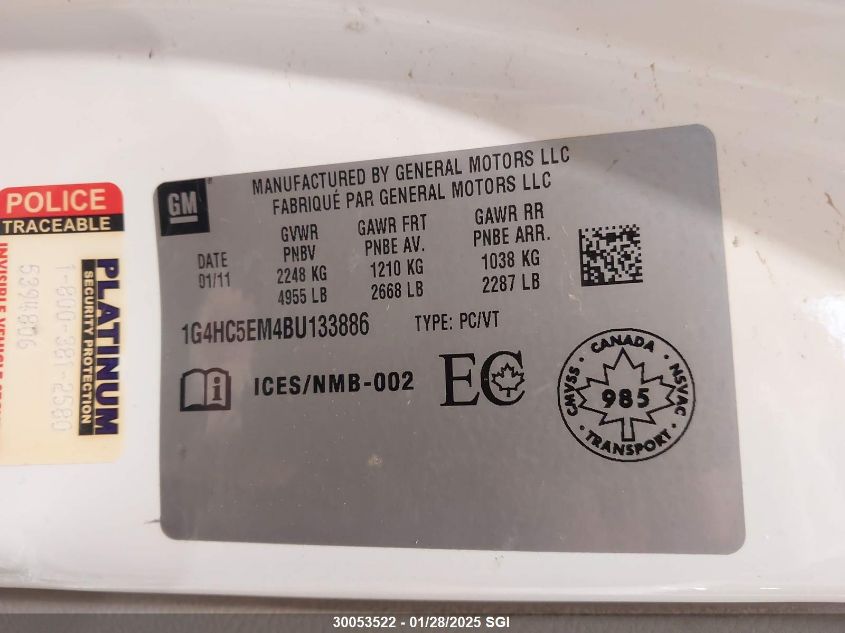 MANUFACTURED BY GENERAL MOTORS LLC
FABRIQUÉ PAR GENERAL MOTORS LLC
GM
DATE
01/11
GVWR
PNBV
2248 KG
4955 LB
GAWR FRT
PNBE AV.
1210 KG
2668 LB
GAWR RR
PNBE ARR.
1038 KG
2287 LB
1G4HC5EM4BU133886 TYPE: PC/VT
i ICES/NMB-002 EC
CANADA
CMVSS 985 NSVAC
TRANSPORT
POLICE
TRACEABLE
PLATINUM
SECURITY PROTECTION
1-800-381-2580
5394806
30053522 - 01/28/2025 SGI